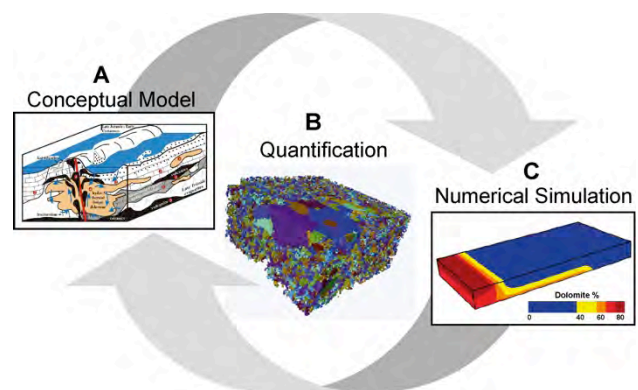 A
Conceptual Model
B
Quantification
C
Numerical Simulation
Dolomite %
0
40
60
80